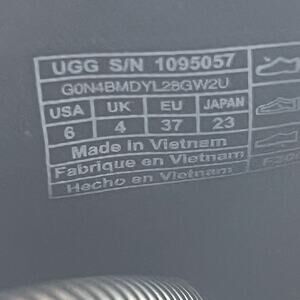 UGG S/N 1095057
G0N4BMDYL28GW2U
USA UK EU JAPAN
6 4 37 23
Made in Vietnam
Fabrique en Vietnam
Hecho en Vietnam